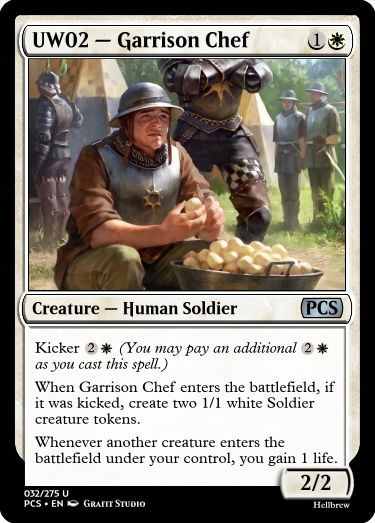 UW02 — Garrison Chef 1
Creature — Human Soldier PCS
Kicker 2 (You may pay an additional 2
as you cast this spell.)
When Garrison Chef enters the battlefield, if
it was kicked, create two 1/1 white Soldier
creature tokens.
Whenever another creature enters the
battlefield under your control, you gain 1 life.
2/2
032/275 U
PCS • EN Grafit Studio
Hellbrew